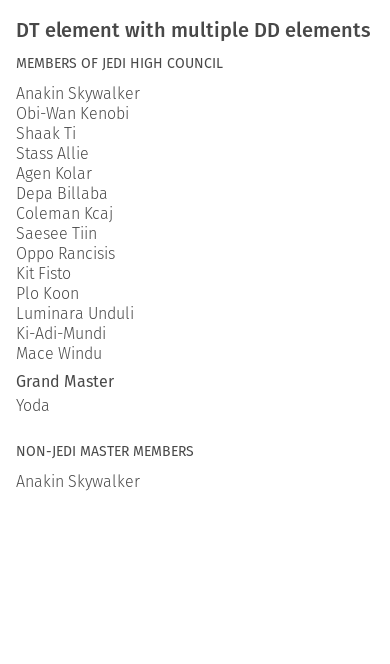 DT element with multiple DD elements
MEMBERS OF JEDI HIGH COUNCIL
Anakin Skywalker
Obi-Wan Kenobi
Shaak Ti
Stass Allie
Agen Kolar
Depa Billaba
Coleman Kcaj
Saesee Tiin
Oppo Rancisis
Kit Fisto
Plo Koon
Luminara Unduli
Ki-Adi-Mundi
Mace Windu
Grand Master
Yoda
NON-JEDI MASTER MEMBERS
Anakin Skywalker